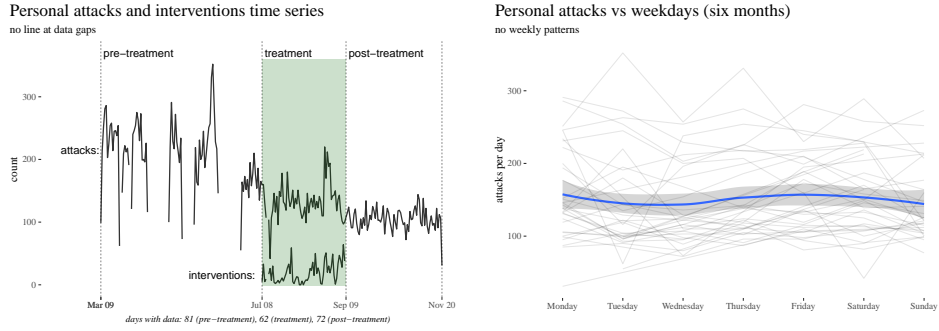 Personal attacks and interventions time series
no line at data gaps
pre−treatment
treatment
post−treatment
300
200
100
0
count
attacks:
interventions:
Mar 09
Jul 08
Sep 09
Nov 20
days with data: 81 (pre−treatment), 62 (treatment), 72 (post−treatment)
Personal attacks vs weekdays (six months)
no weekly patterns
300
200
100
attacks per day
Monday
Tuesday
Wednesday
Thursday
Friday
Saturday
Sunday